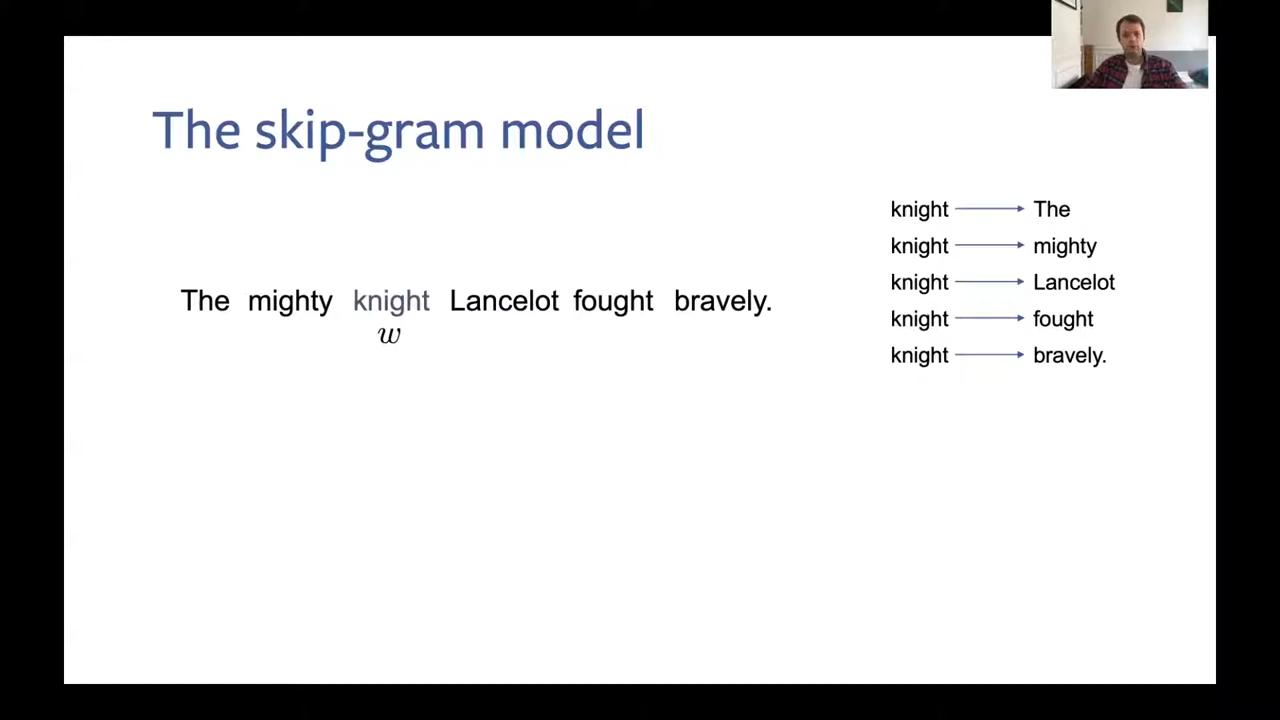 The skip-gram model
The mighty knight Lancelot fought bravely.
w
knight The
knight mighty
knight Lancelot
knight fought
knight bravely.